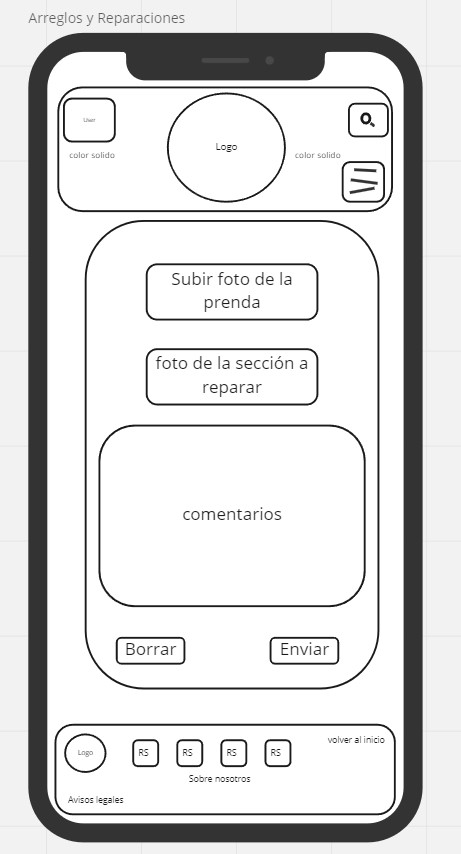 Arreglos y Reparaciones
User
Logo
color solido
color solido
Subir foto de la
prenda
foto de la sección a
reparar
comentarios
Borrar
Enviar
volver al inicio
Logo
RS
RS
RS
RS
Sobre nosotros
Avisos legales